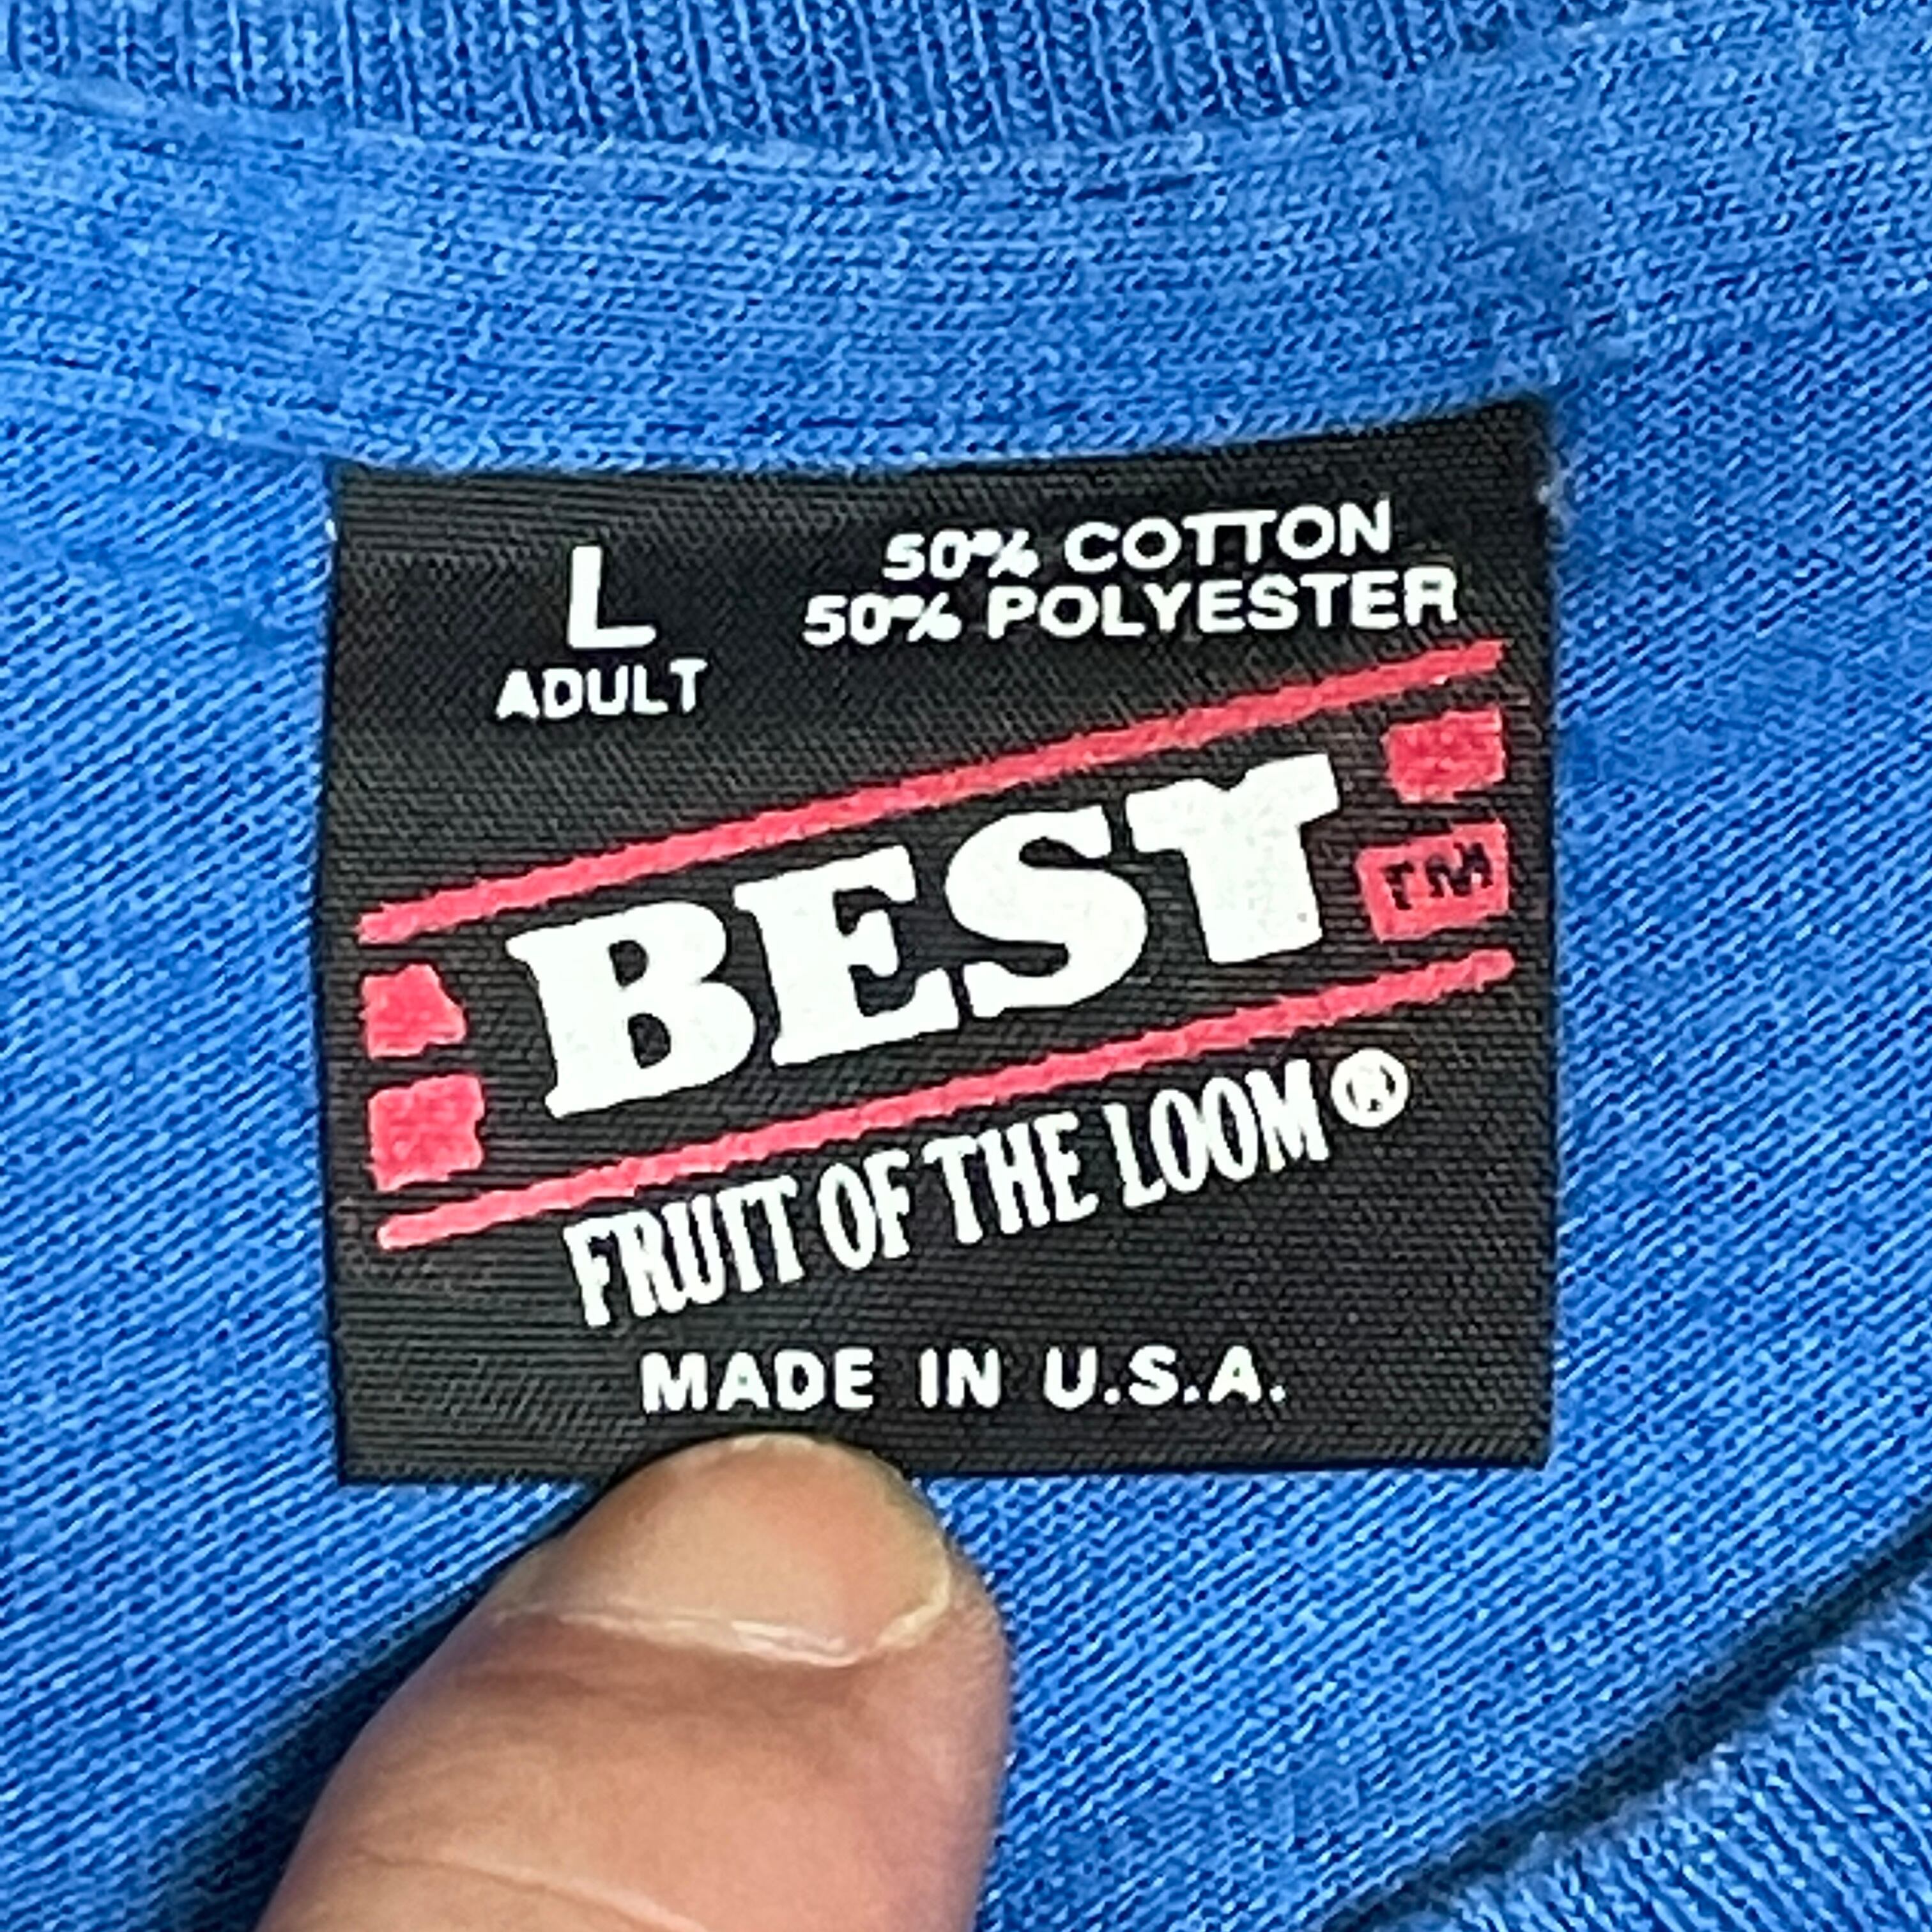 L
ADULT
50% COTTON
50% POLYESTER
BEST
TM
FRUIT OF THE LOOM®
MADE IN U.S.A.